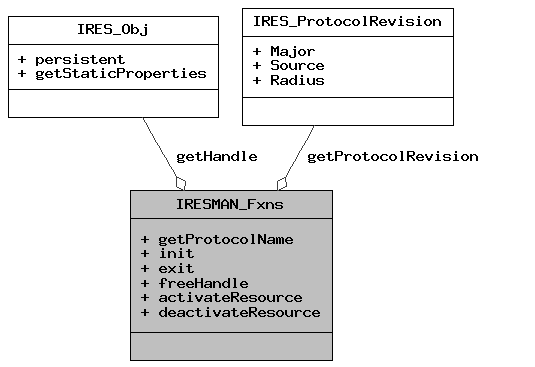 IRES_Obj
+ persistent
+ getStaticProperties
IRES_ProtocolRevision
+ Major
+ Source
+ Radius
getHandle
getProtocolRevision
IRESMAN_Fxns
+ getProtocolName
+ init
+ exit
+ freeHandle
+ activateResource
+ deactivateResource